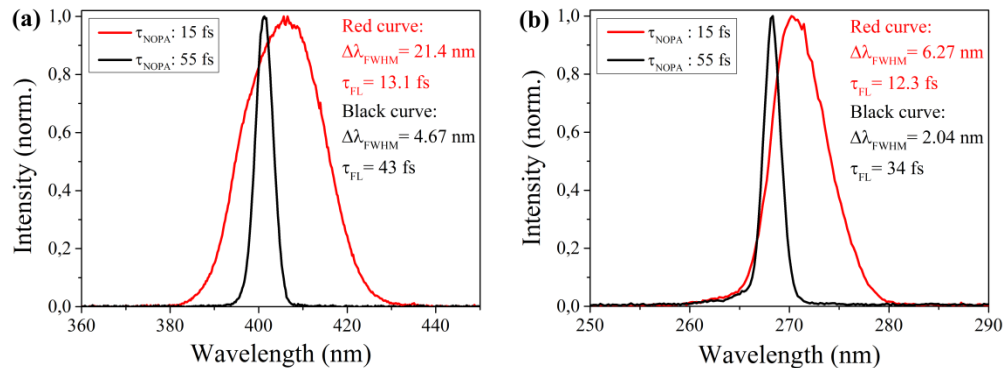 (a)
τNOPA: 15 fs
τNOPA: 55 fs
Red curve:
ΔλFWHM= 21.4 nm
τFL= 13.1 fs
Black curve:
ΔλFWHM= 4.67 nm
τFL= 43 fs
Intensity (norm.)
1,0
0,8
0,6
0,4
0,2
0,0
360
380
400
420
440
Wavelength (nm)
(b)
τNOPA: 15 fs
τNOPA: 55 fs
Red curve:
ΔλFWHM= 6.27 nm
τFL= 12.3 fs
Black curve:
ΔλFWHM= 2.04 nm
τFL= 34 fs
Intensity (norm.)
1,0
0,8
0,6
0,4
0,2
0,0
250
260
270
280
290
Wavelength (nm)